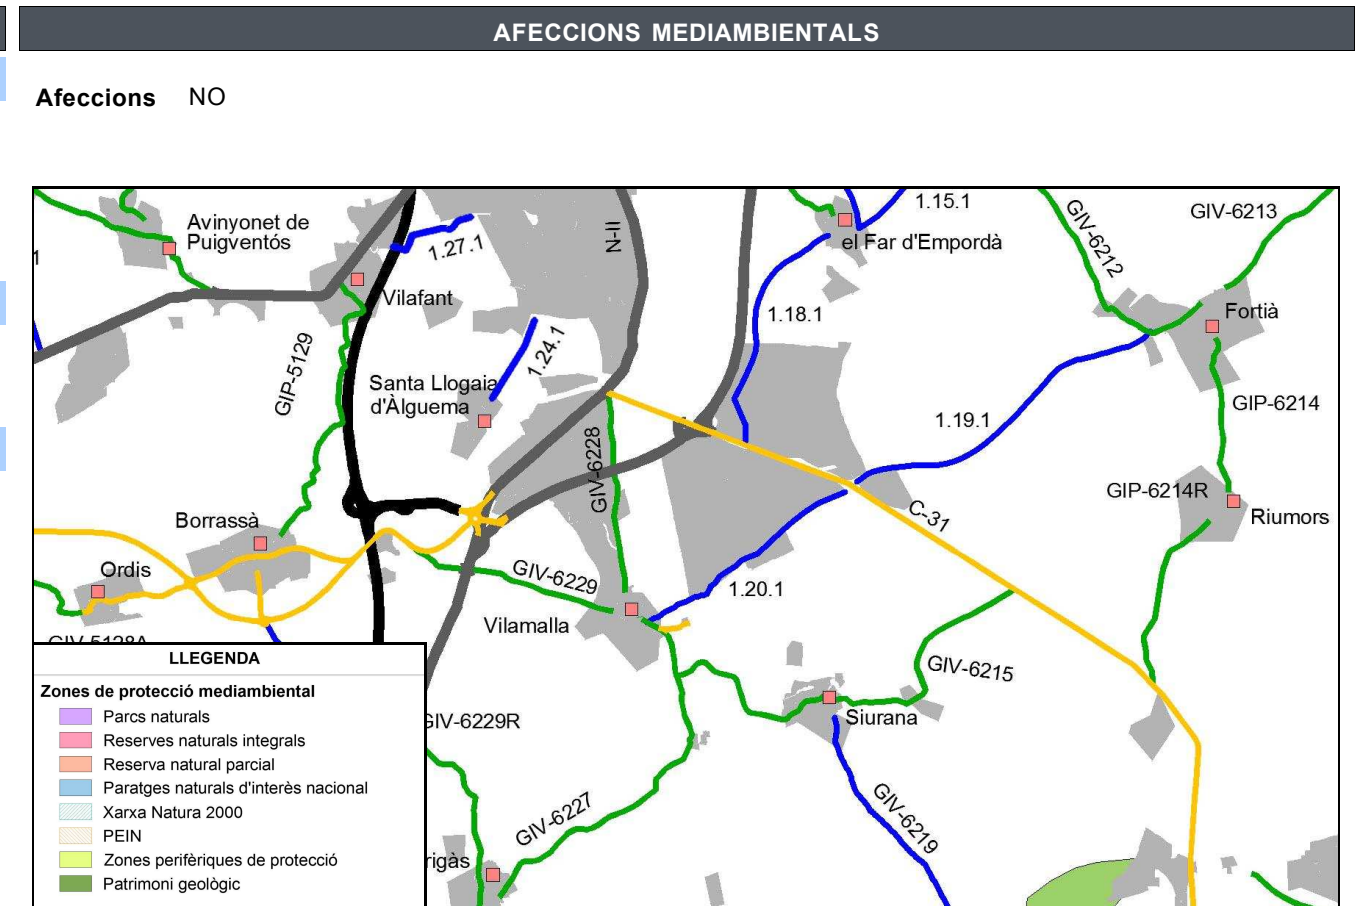 AFECCIONS MEDIAMBIENTALS
Afeccions NO
1.15.1
GIV-6213
Avinyonet de
Puigventós
N-II
GIV-6212
1.27.1
el Far d'Empordà
Vilafant
1.18.1
Fortià
GIP-5129
1.24.1
Santa Llogaia
d'Àlguema
GIP-6214
1.19.1
GIV-6228
GIP-6214R
Riumors
Borrassà
C-31
Ordis
GIV-6229
1.20.1
Vilamalla
GIV-6215
Siurana
GIV-6229R
GIV-6227
GIV-6219
rigàs
LLEGENDA
Zones de protecció mediambiental
Parcs naturals
Reserves naturals integrals
Reserva natural parcial
Paratges naturals d'interès nacional
Xarxa Natura 2000
PEIN
Zones perifèriques de protecció
Patrimoni geològic